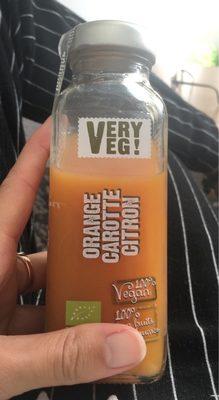 VERY
VEG!
ORANGE
CAROTTE
CITRON
100%
Vegan
100%
fruits